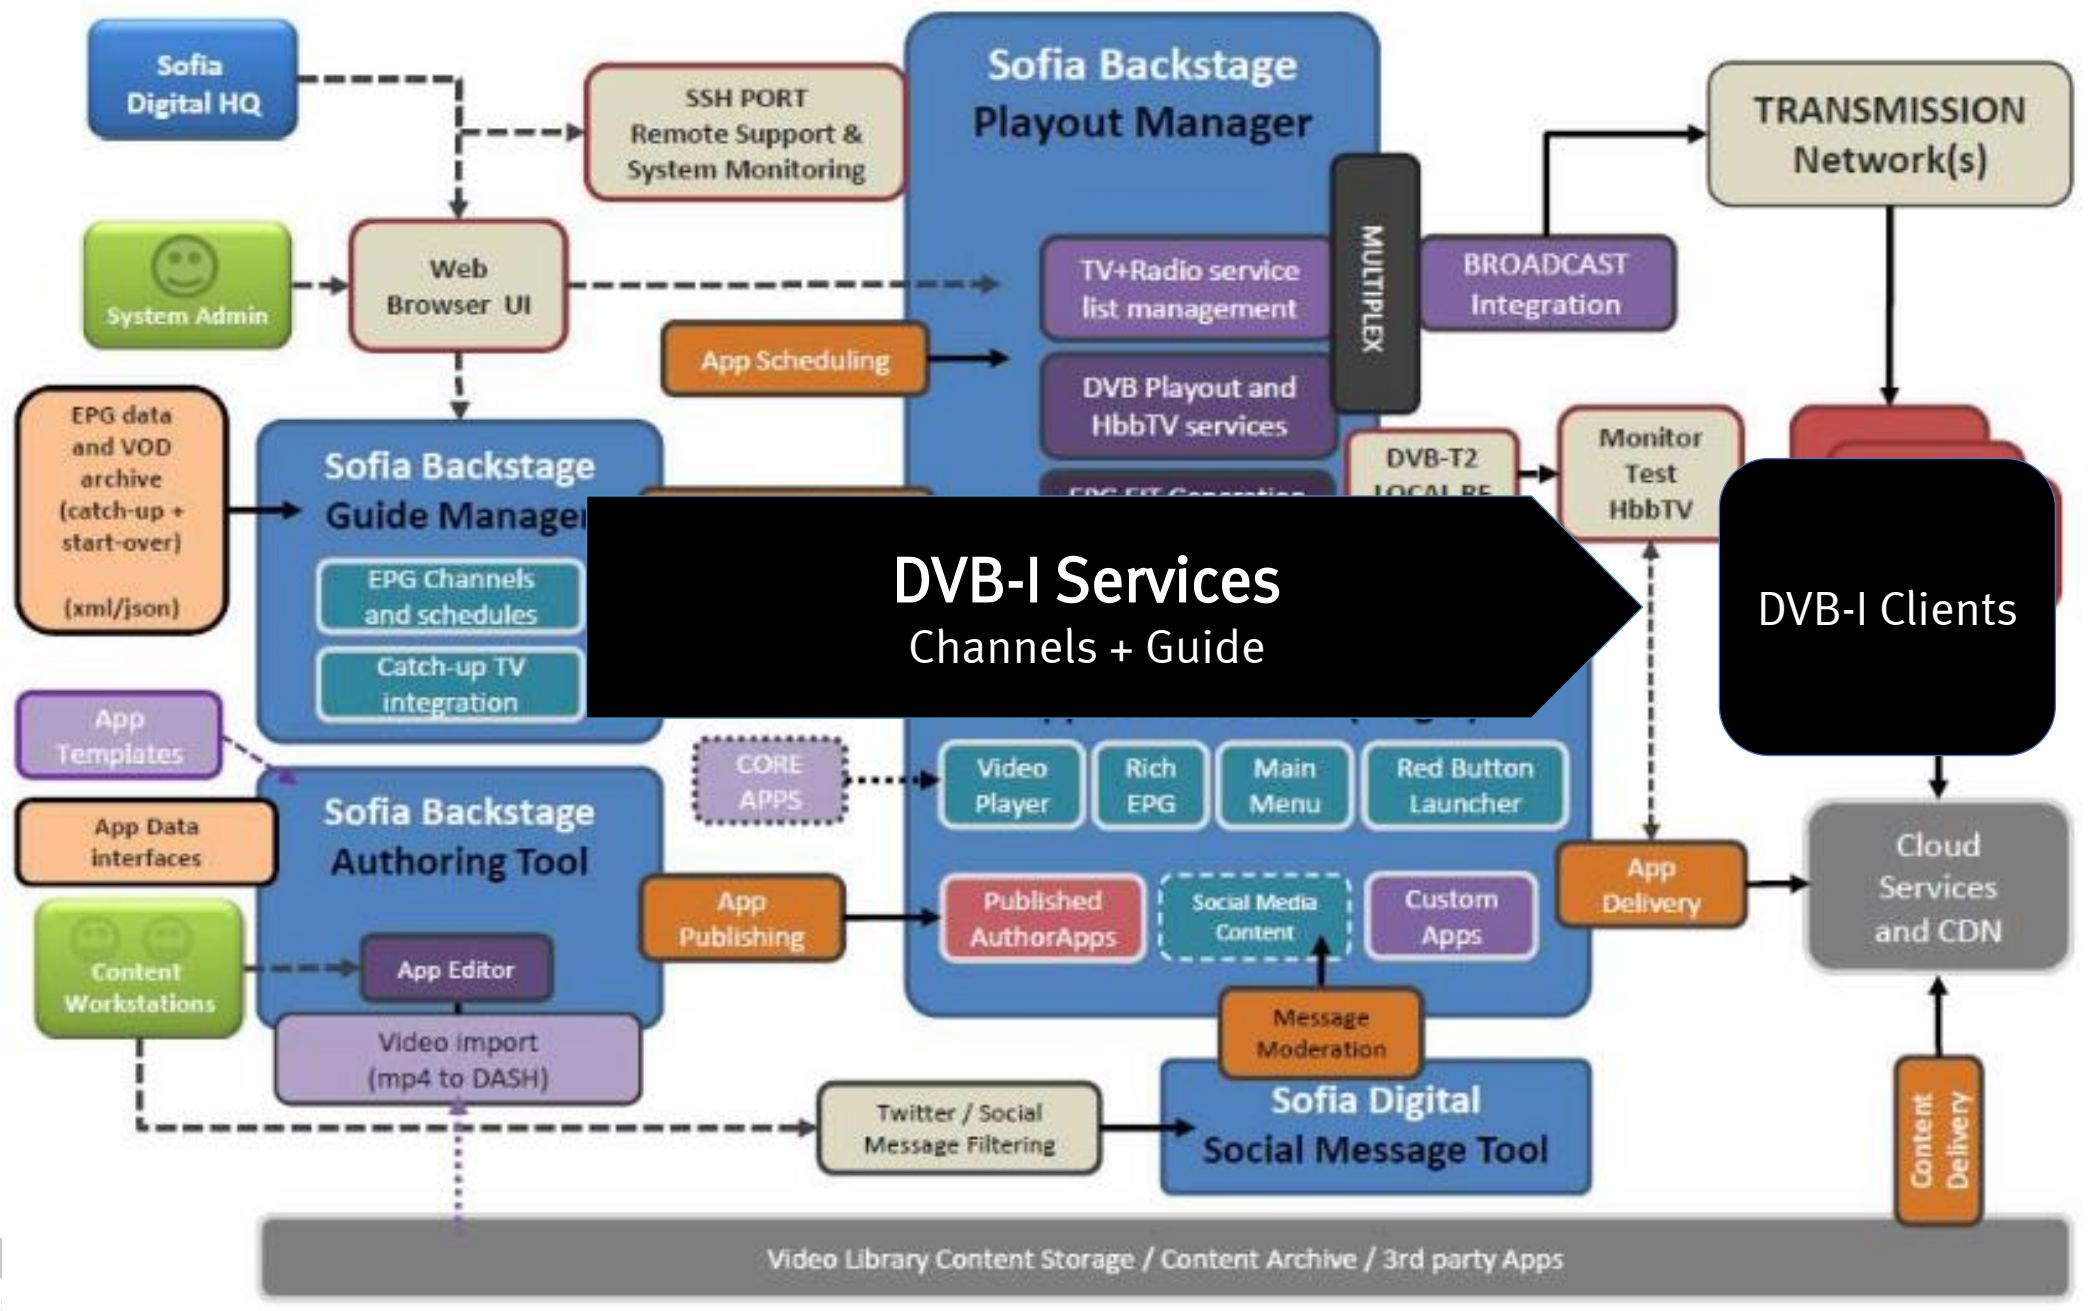 Sofia
Digital HQ
SSH PORT
Remote Support &
System Monitoring
Sofia Backstage
Playout Manager
TRANSMISSION
Network(s)
System Admin
Web
Browser UI
TV+Radio service
list management
MULTIPLEX
BROADCAST
Integration
App Scheduling
DVB Playout and
HbbTV services
EPG data
and VOD
archive
(catch-up +
start-over)
(xml/json)
Sofia Backstage
Guide Manager
EPG Channels
and schedules
Catch-up TV
integration
EPG EIT Generation
DVB-T2
LOCAL RF
Monitor
Test
HbbTV
DVB-I Services
Channels + Guide
DVB-I Clients
App
Templates
App Data
interfaces
Sofia Backstage
Authoring Tool
CORE
APPS
Video
Player
Rich
EPG
Main
Menu
Red Button
Launcher
Content
Workstations
App Editor
App
Publishing
Published
AuthorApps
Social Media
Content
Custom
Apps
App
Delivery
Cloud
Services
and CDN
Video import
(mp4 to DASH)
Message
Moderation
Twitter / Social
Message Filtering
Sofia Digital
Social Message Tool
Content
Delivery
Video Library Content Storage / Content Archive / 3rd party Apps